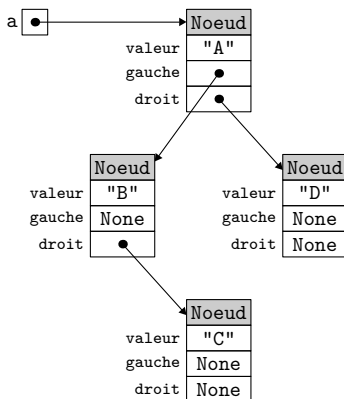 a
Noeud
valeur "A"
gauche
droit
Noeud
valeur "B"
gauche None
droit
Noeud
valeur "D"
gauche None
droit None
Noeud
valeur "C"
gauche None
droit None